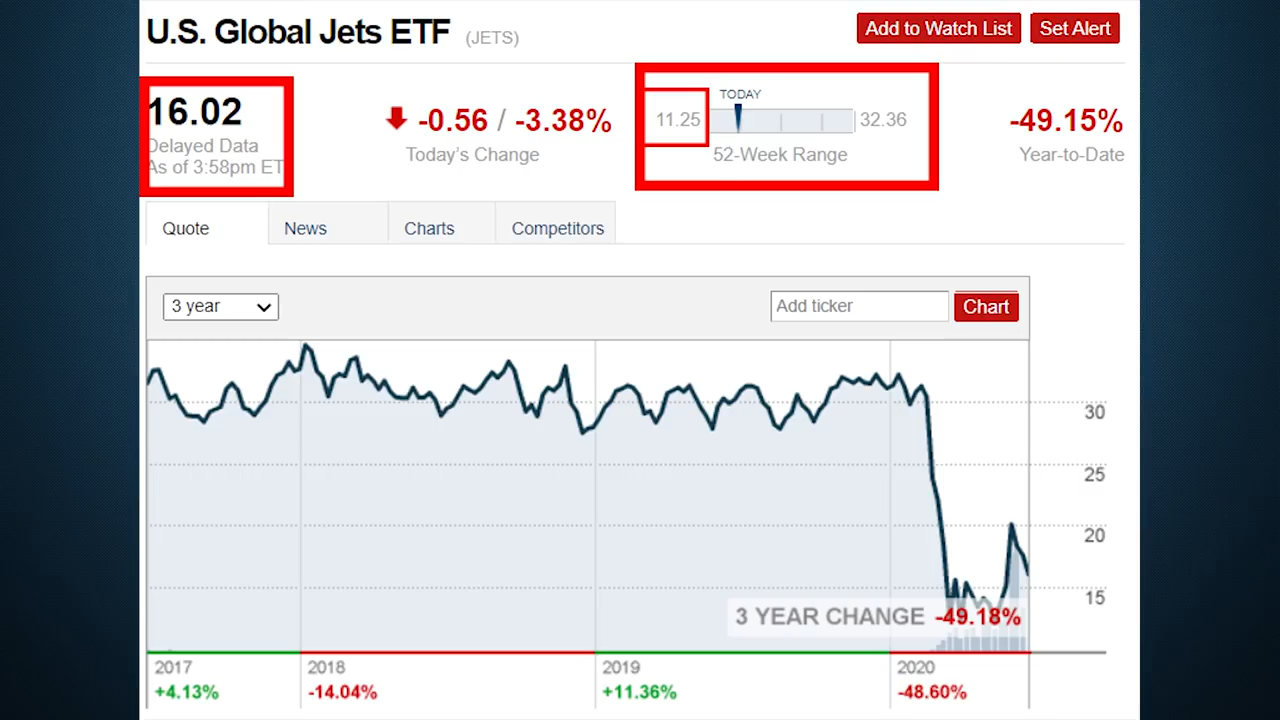 U.S. Global Jets ETF (JETS)
Add to Watch List
Set Alert
16.02
Delayed Data
As of 3:58pm ET
-0.56 / -3.38%
Today's Change
TODAY
11.25
32.36
52-Week Range
-49.15%
Year-to-Date
Quote
News
Charts
Competitors
3 year
Add ticker
Chart
30
25
20
15
3 YEAR CHANGE -49.18%
2017
2018
2019
2020
+4.13%
-14.04%
+11.36%
-48.60%